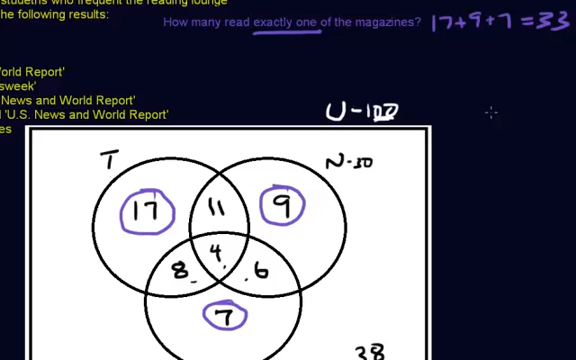 studeths who frequent the reading lounge
the following results:
How many read exactly one of the magazines? 17+9+7=33
World Report'
sweek'
News and World Report'
'U.S. News and World Report'
es
U-100
T
N-30
17
11
9
4
8
6
7
38